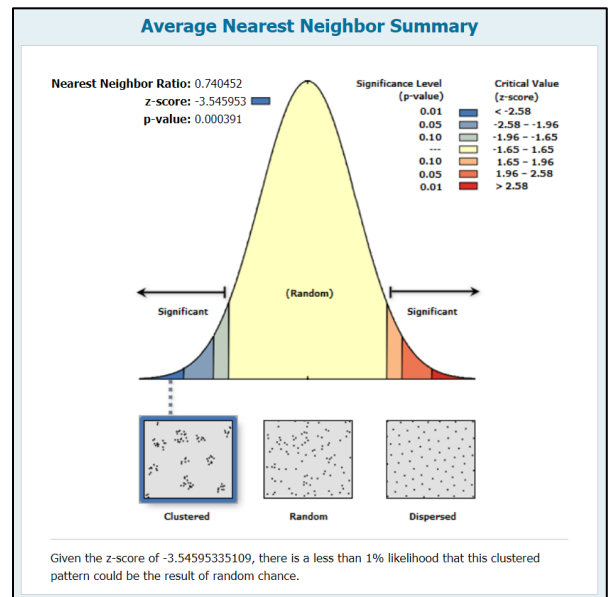 Average Nearest Neighbor Summary
Nearest Neighbor Ratio: 0.740452
z-score: -3.545953
p-value: 0.000391
Significance Level
(p-value)
Critical Value
(z-score)
0.01 < -2.58
0.05 -2.58 – -1.96
0.10 -1.96 – -1.65
--- -1.65 – 1.65
0.10 1.65 – 1.96
0.05 1.96 – 2.58
0.01 > 2.58
(Random)
Significant Significant
Clustered Random Dispersed
Given the z-score of -3.54595335109, there is a less than 1% likelihood that this clustered
pattern could be the result of random chance.